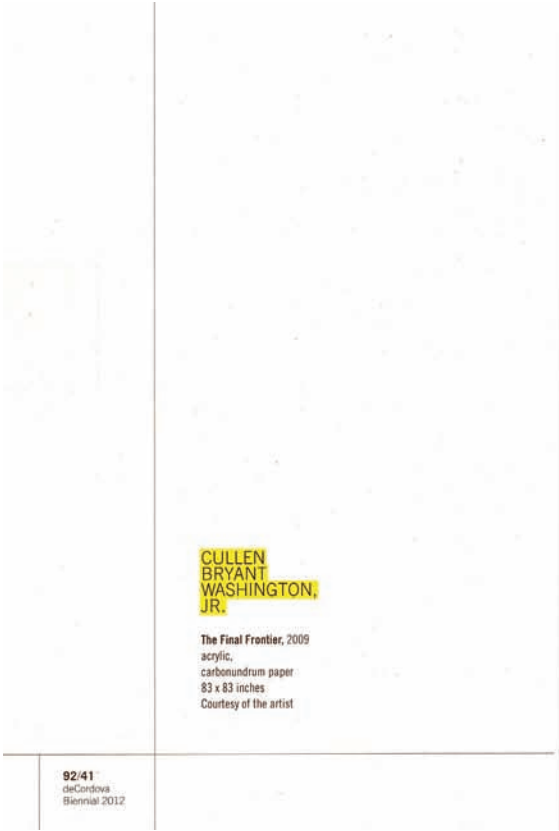 CULLEN
BRYANT
WASHINGTON,
JR.
The Final Frontier, 2009
acrylic,
carbonundrum paper
83 x 83 inches
Courtesy of the artist
92/41
deCordova
Biennial 2012